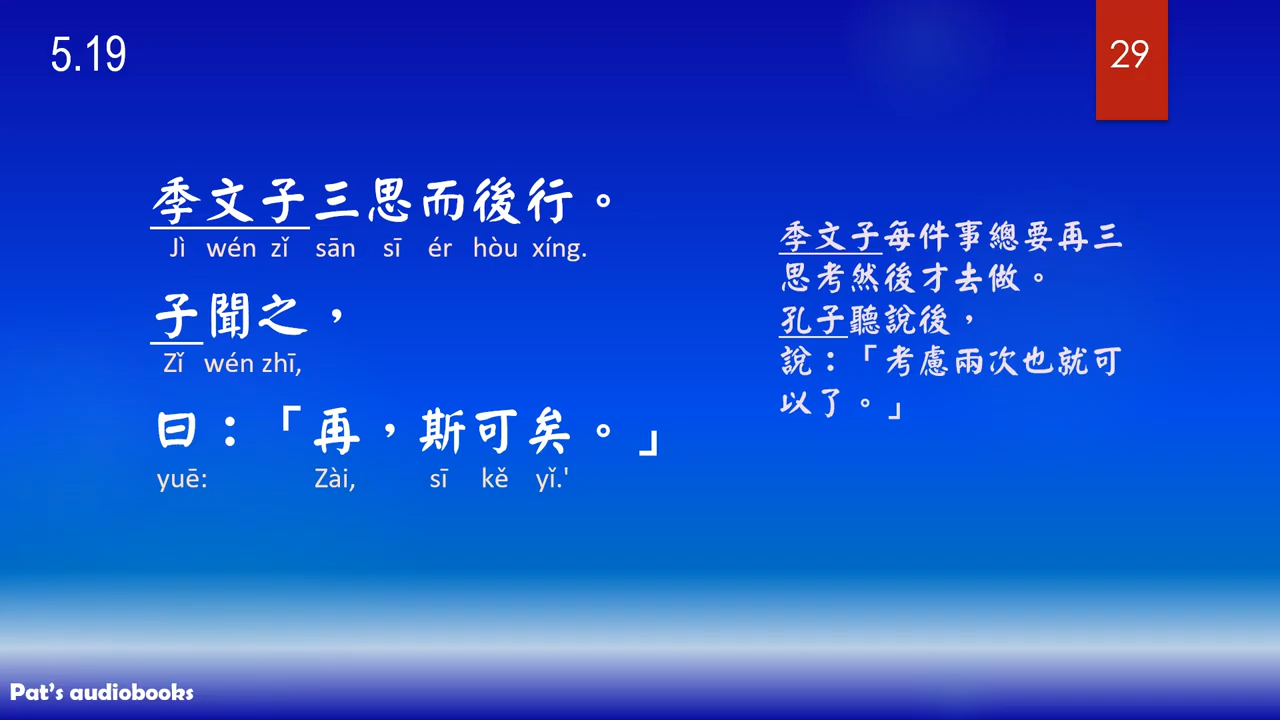 5.19
29
季文子三思而後行。
Jì wén zǐ sān sī ér hòu xíng.
子聞之，
Zǐ wén zhī,
曰：「再，斯可矣。」
yuē: Zài, sī kě yǐ.'
季文子每件事總要再三
思考然後才去做。
孔子聽說後，
說：「考慮兩次也就可
以了。」
Pat's audiobooks